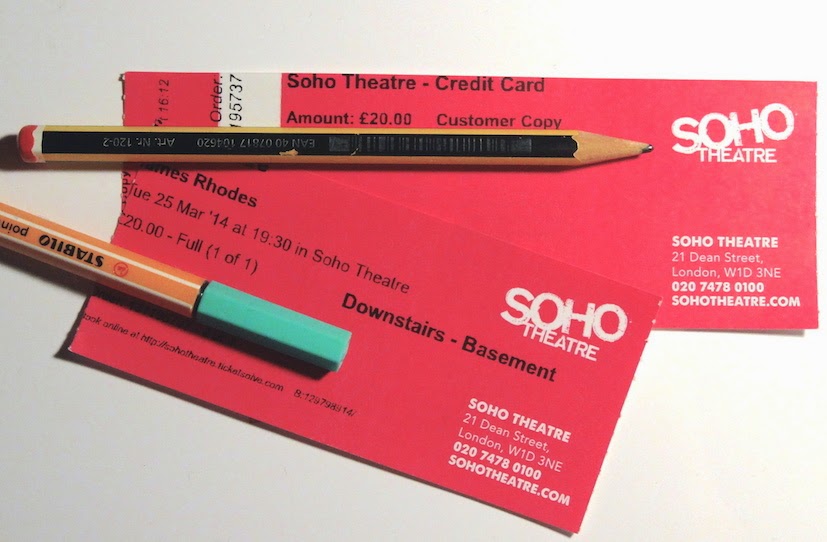 16:12
Order:
195737
Soho Theatre - Credit Card
Amount: £20.00 Customer Copy
SOHO
THEATRE
SOHO THEATRE
21 Dean Street,
London, W1D 3NE
020 7478 0100
SOHOTHEATRE.COM
Art. Nr. 120-2
EAN 40 07817 104620
James Rhodes
Tue 25 Mar '14 at 19:30 in Soho Theatre
£20.00 - Full (1 of 1)
Downstairs - Basement
book online at http://sohotheatre.ticketsolve.com
SOHO
THEATRE
SOHO THEATRE
21 Dean Street,
London, W1D 3NE
020 7478 0100
SOHOTHEATRE.COM
STABILO
poin